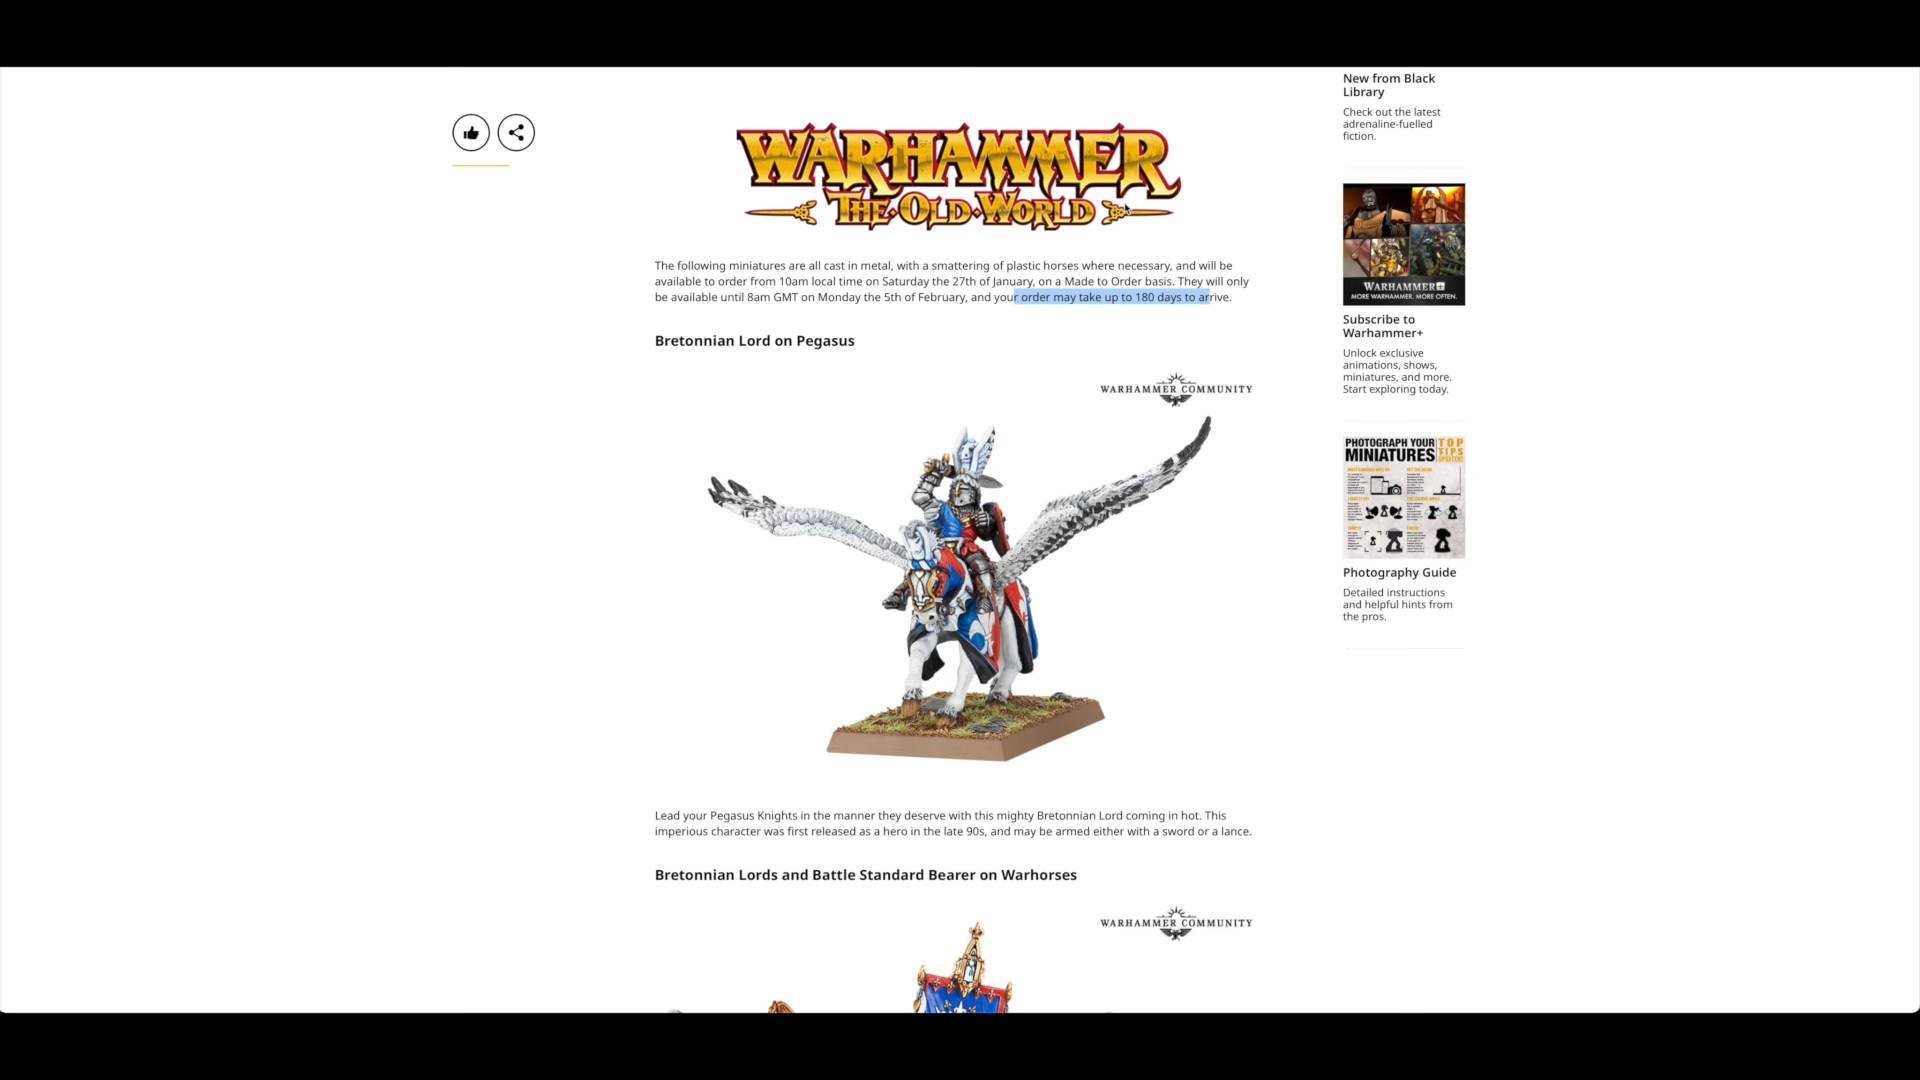 WARHAMMER
THE OLD WORLD
The following miniatures are all cast in metal, with a smattering of plastic horses where necessary, and will be
available to order from 10am local time on Saturday the 27th of January, on a Made to Order basis. They will only
be available until 8am GMT on Monday the 5th of February, and your order may take up to 180 days to arrive.
Bretonnian Lord on Pegasus
WARHAMMER COMMUNITY
Lead your Pegasus Knights in the manner they deserve with this mighty Bretonnian Lord coming in hot. This
imperious character was first released as a hero in the late 90s, and may be armed either with a sword or a lance.
Bretonnian Lords and Battle Standard Bearer on Warhorses
WARHAMMER COMMUNITY
New from Black
Library
Check out the latest
adrenaline-fuelled
fiction.
WARHAMMER+
MORE WARHAMMER. MORE OFTEN.
Subscribe to
Warhammer+
Unlock exclusive
animations, shows,
miniatures, and more.
Start exploring today.
PHOTOGRAPH YOUR
MINIATURES
TOP
TIPS
Photography Guide
Detailed instructions
and helpful hints from
the pros.